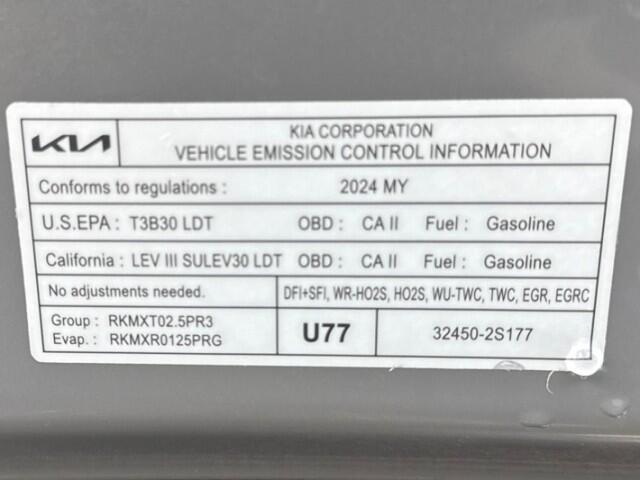 KIA
KIA CORPORATION
VEHICLE EMISSION CONTROL INFORMATION
Conforms to regulations : 2024 MY
U.S.EPA : T3B30 LDT OBD : CA II Fuel : Gasoline
California : LEV III SULEV30 LDT OBD : CA II Fuel : Gasoline
No adjustments needed. DFI+SFI, WR-HO2S, HO2S, WU-TWC, TWC, EGR, EGRC
Group : RKMXT02.5PR3
Evap. : RKMXR0125PRG
U77
32450-2S177